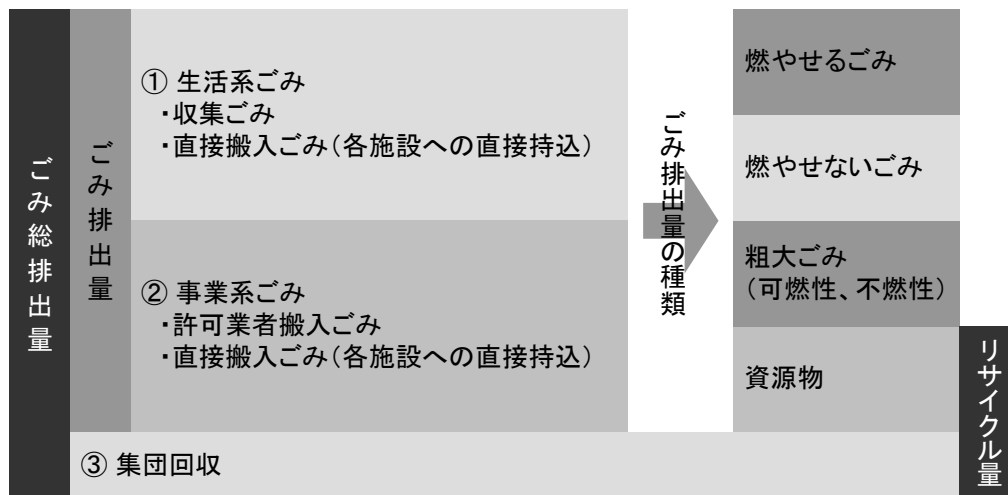 ごみ総排出量
ごみ排出量
① 生活系ごみ
・収集ごみ
・直接搬入ごみ（各施設への直接持込）
② 事業系ごみ
・許可業者搬入ごみ
・直接搬入ごみ（各施設への直接持込）
③ 集団回収
ごみ排出量の種類
燃やせるごみ
燃やせないごみ
粗大ごみ
（可燃性、不燃性）
資源物
リサイクル量